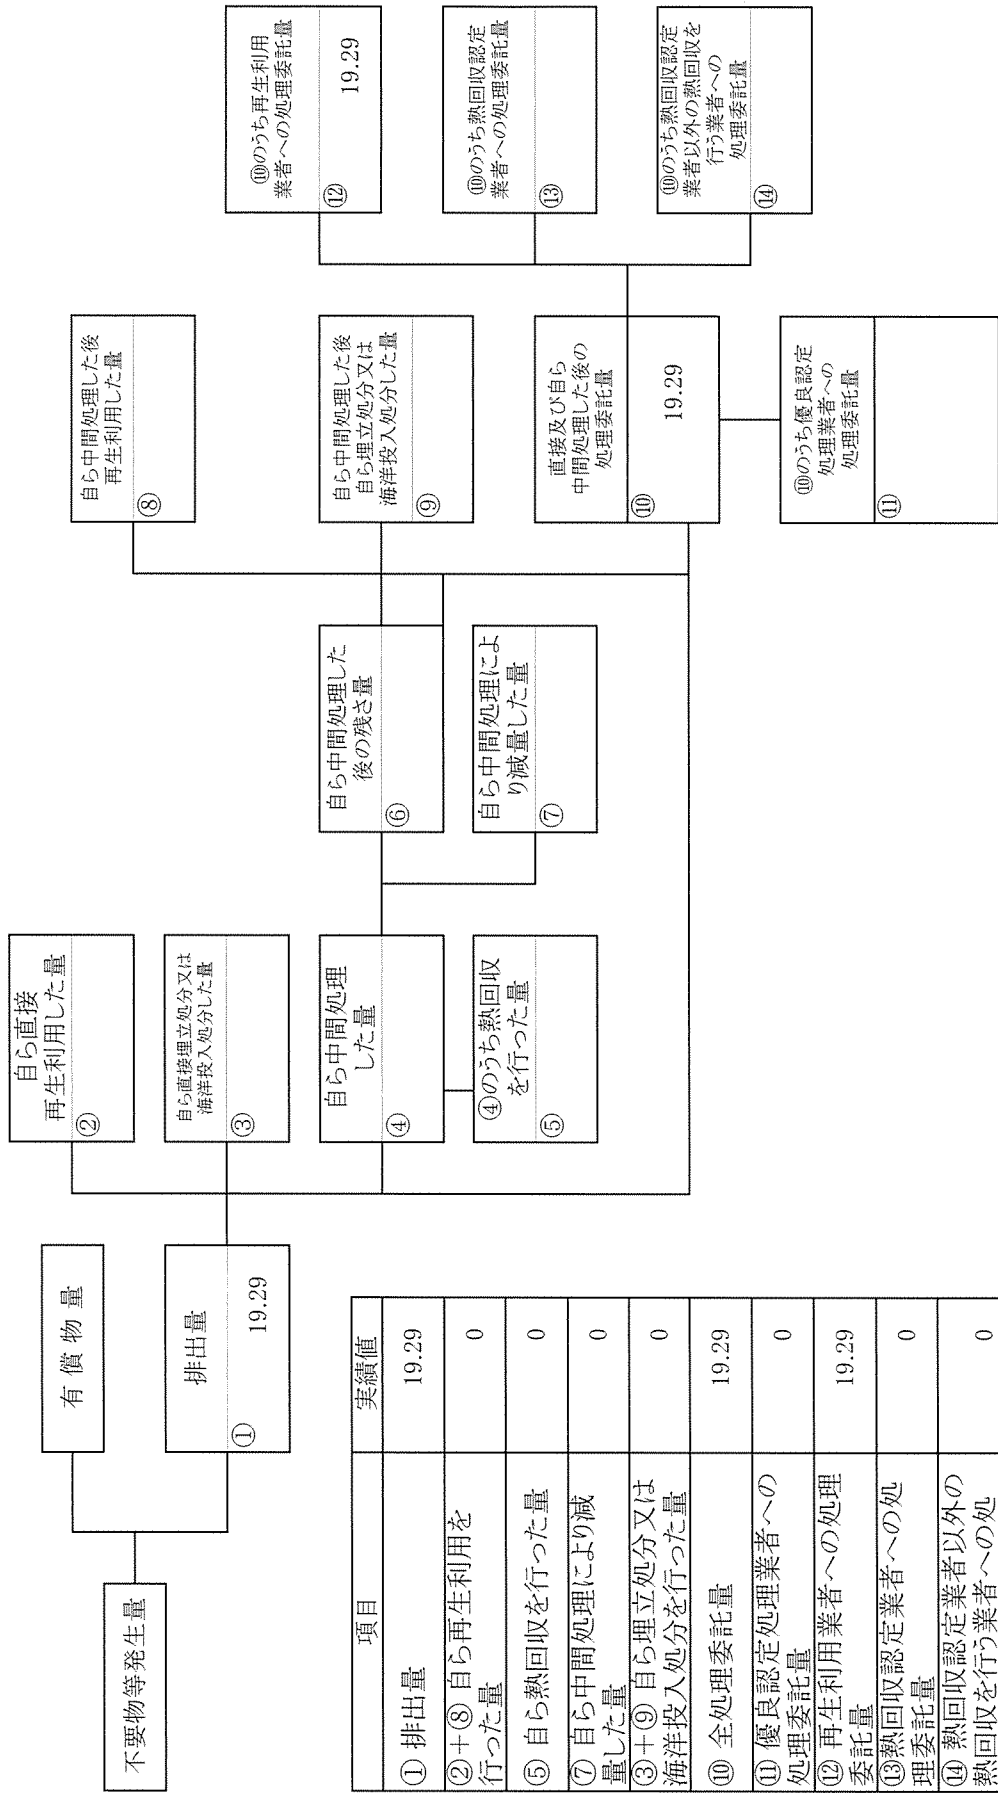 不要物等発生量
有 償 物 量
排出量
①
19.29
自ら直接
再生利用した量
②
自ら直接埋立処分又は
海洋投入処分した量
③
自ら中間処理
した量
④
④のうち熱回収
を行った量
⑤
自ら中間処理した
後の残さ量
⑥
自ら中間処理によ
り減量した量
⑦
自ら中間処理した後
再生利用した量
⑧
自ら中間処理した後
自ら埋立処分又は
海洋投入処分した量
⑨
直接及び自ら
中間処理した後の
処理委託量
⑩
19.29
⑩のうち優良認定
処理業者への
処理委託量
⑪
⑩のうち再生利用
業者への処理委託量
⑫
19.29
⑩のうち熱回収認定
業者への処理委託量
⑬
⑩のうち熱回収認定
業者以外の熱回収を
行う業者への
処理委託量
⑭
項目 実績値
① 排出量 19.29
②+⑧ 自ら再生利用を
行った量 0
⑤ 自ら熱回収を行った量 0
⑦ 自ら中間処理により減
量した量 0
③+⑨ 自ら埋立処分又は
海洋投入処分を行った量 0
⑩ 全処理委託量 19.29
⑪ 優良認定処理業者への
処理委託量 0
⑫ 再生利用業者への処理
委託量 19.29
⑬熱回収認定業者への処
理委託量 0
⑭ 熱回収認定業者以外の
熱回収を行う業者への処 0